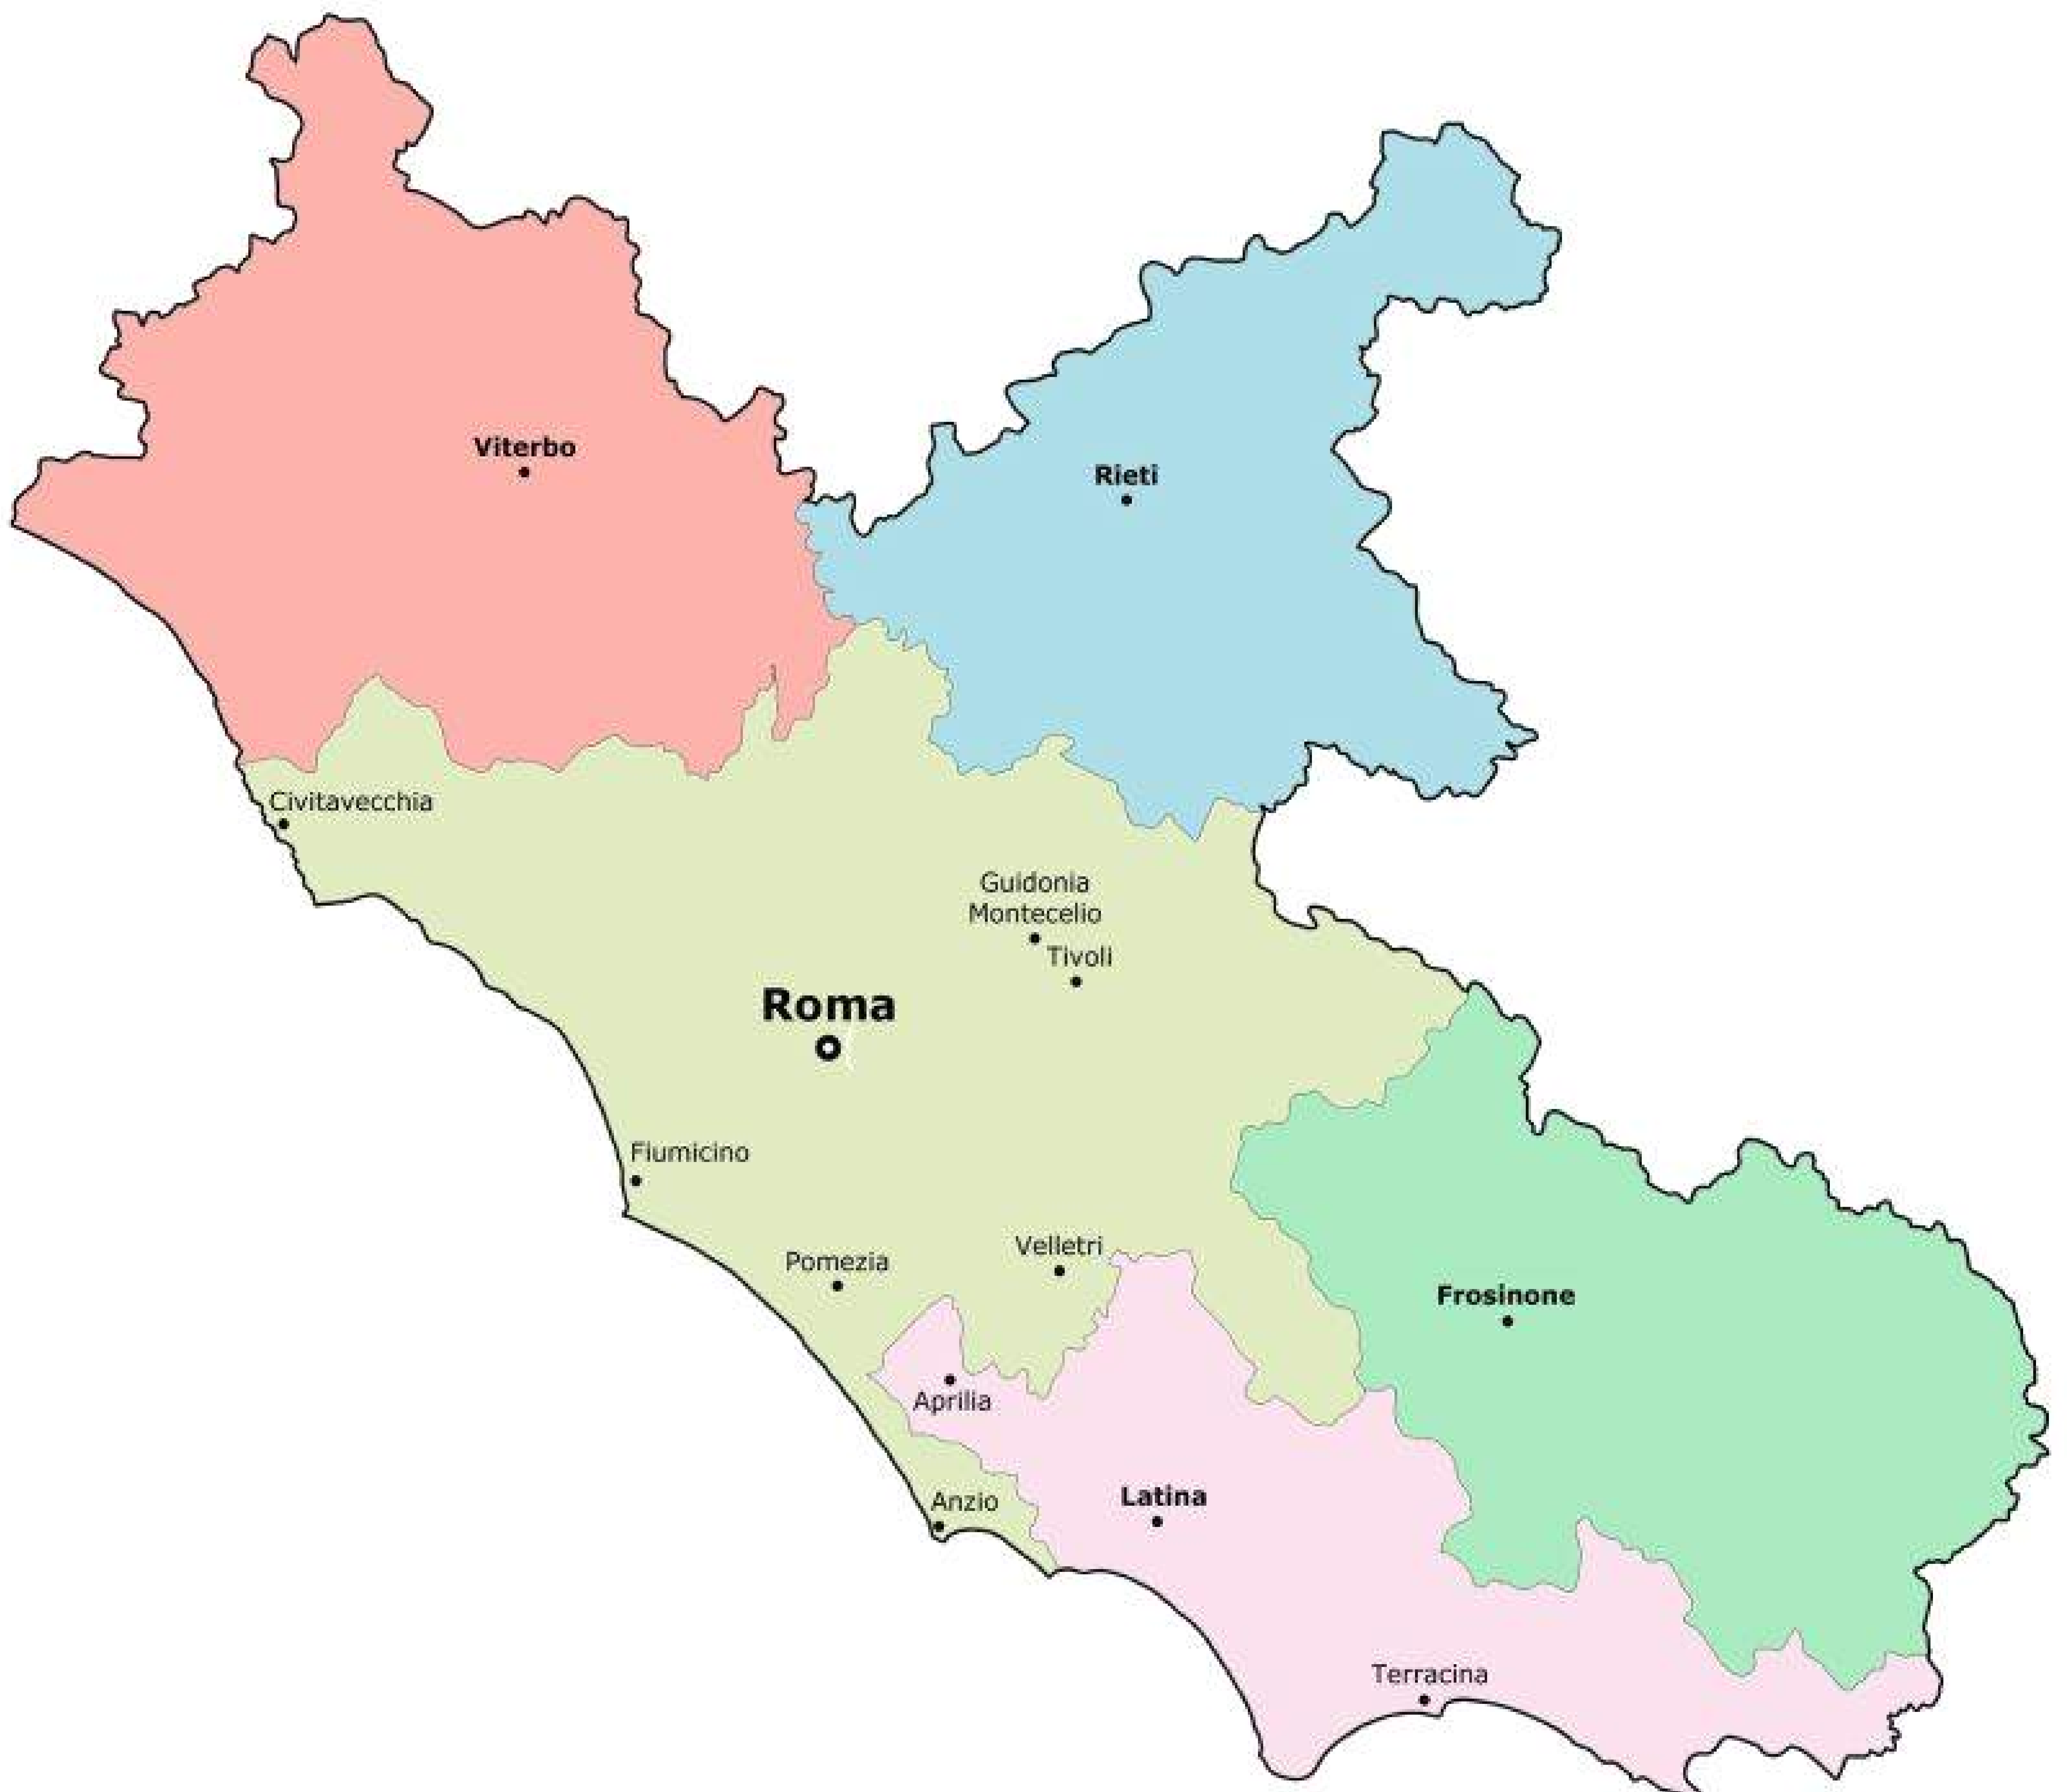 Viterbo
Rieti
Civitavecchia
Guidonia
Montecelio
Tivoli
Roma
Fiumicino
Velletri
Pomezia
Frosinone
Aprilia
Latina
Anzio
Terracina